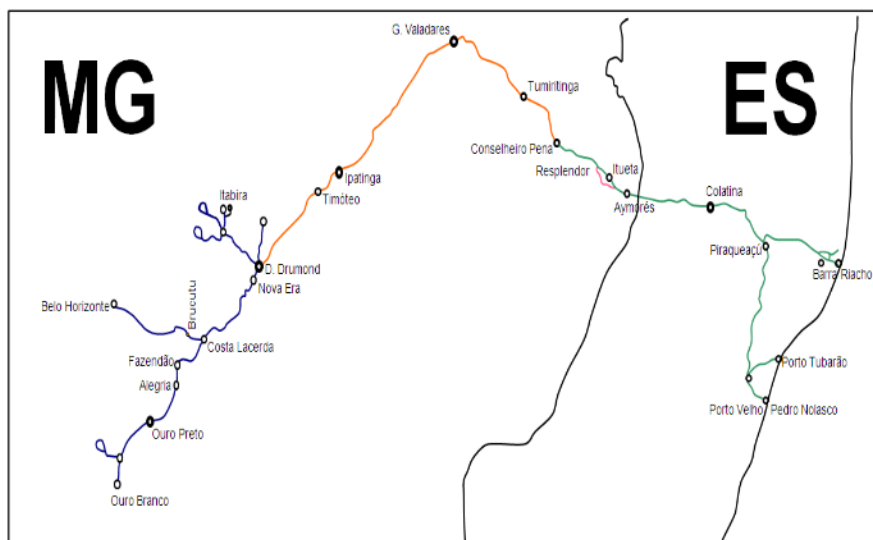 MG
ES
G. Valadares
Tumiritinga
Conselheiro Pena
Resplendor
Itueta
Aymorés
Colatina
Ipatinga
Timóteo
Itabira
D. Drumond
Nova Era
Piraqueaçú
Barra Riacho
Belo Horizonte
Brucutu
Costa Lacerda
Fazendão
Alegria
Porto Tubarão
Porto Velho
Pedro Nolasco
Ouro Preto
Ouro Branco